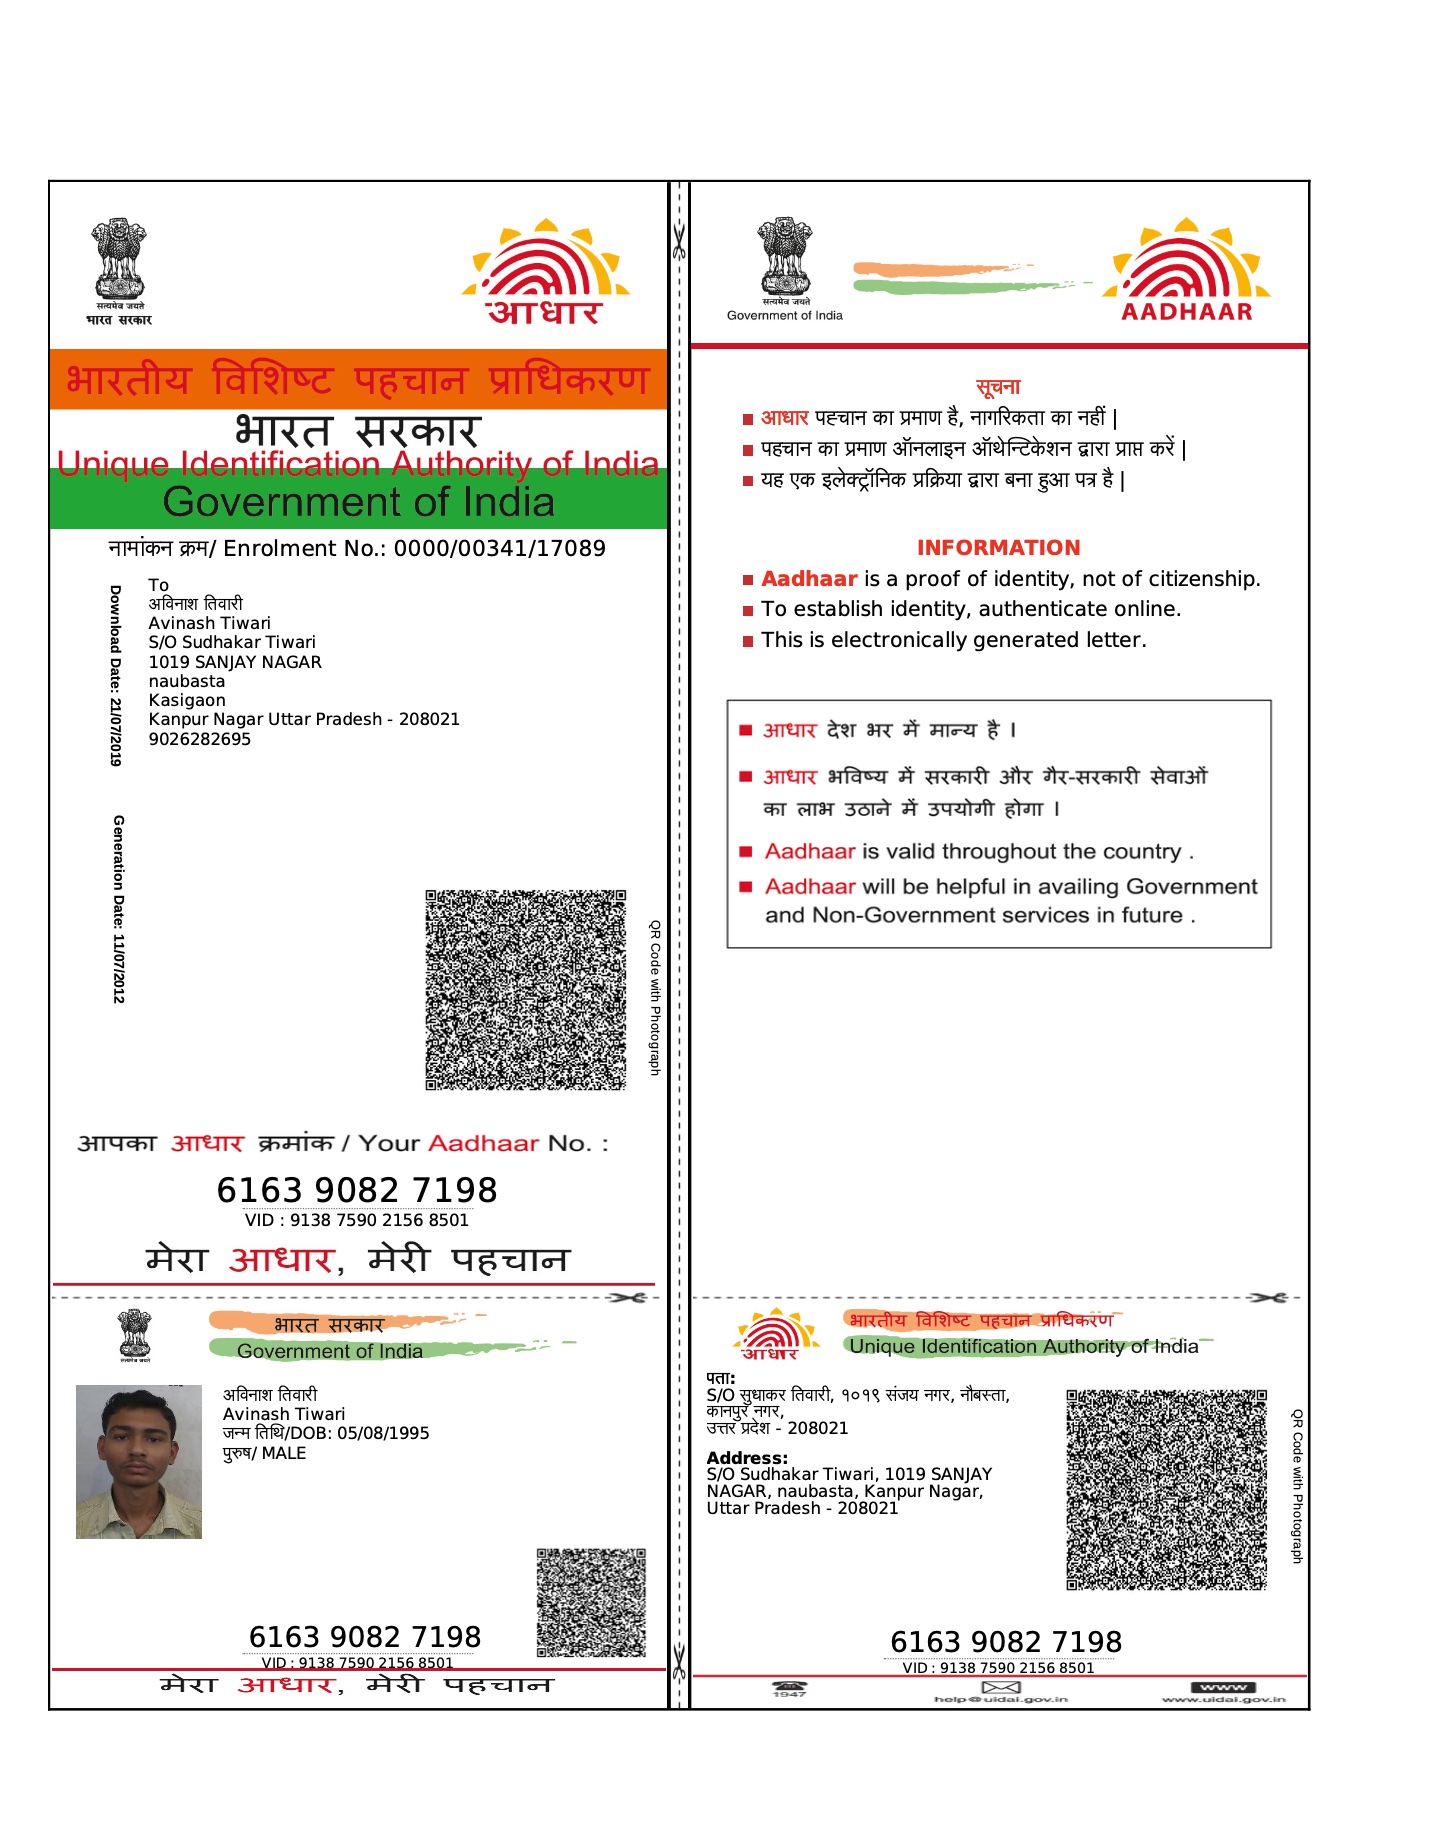 सत्यमेव जयते
भारत सरकार
आधार
भारतीय विशिष्ट पहचान प्राधिकरण
भारत सरकार
Unique Identification Authority of India
Government of India
नामांकन क्रम/ Enrolment No.: 0000/00341/17089
Download Date: 21/07/2019
To
अविनाश तिवारी
Avinash Tiwari
S/O Sudhakar Tiwari
1019 SANJAY NAGAR
naubasta
Kasigaon
Kanpur Nagar Uttar Pradesh - 208021
9026282695
Generation Date: 11/07/2012
QR Code with Photograph
आपका आधार क्रमांक / Your Aadhaar No. :
6163 9082 7198
VID : 9138 7590 2156 8501
मेरा आधार, मेरी पहचान
सत्यमेव जयते
Government of India
AADHAAR
सूचना
आधार पह्चान का प्रमाण है, नागरिकता का नहीं |
पहचान का प्रमाण ऑनलाइन ऑथेन्टिकेशन द्वारा प्राप्त करें |
यह एक इलेक्ट्रॉनिक प्रक्रिया द्वारा बना हुआ पत्र है |
INFORMATION
Aadhaar is a proof of identity, not of citizenship.
To establish identity, authenticate online.
This is electronically generated letter.
आधार देश भर में मान्य है ।
आधार भविष्य में सरकारी और गैर-सरकारी सेवाओं
का लाभ उठाने में उपयोगी होगा ।
Aadhaar is valid throughout the country .
Aadhaar will be helpful in availing Government
and Non-Government services in future .
सत्यमेव जयते
भारत सरकार
Government of India
अविनाश तिवारी
Avinash Tiwari
जन्म तिथि/DOB: 05/08/1995
पुरुष/ MALE
6163 9082 7198
VID : 9138 7590 2156 8501
मेरा आधार, मेरी पहचान
आधार
भारतीय विशिष्ट पहचान प्राधिकरण
Unique Identification Authority of India
पता:
S/O सुधाकर तिवारी, १०१९ संजय नगर, नौबस्ता,
कानपुर नगर,
उत्तर प्रदेश - 208021
Address:
S/O Sudhakar Tiwari, 1019 SANJAY
NAGAR, naubasta, Kanpur Nagar,
Uttar Pradesh - 208021
QR Code with Photograph
6163 9082 7198
VID : 9138 7590 2156 8501
1947
help@uidai.gov.in
www
www.uidai.gov.in